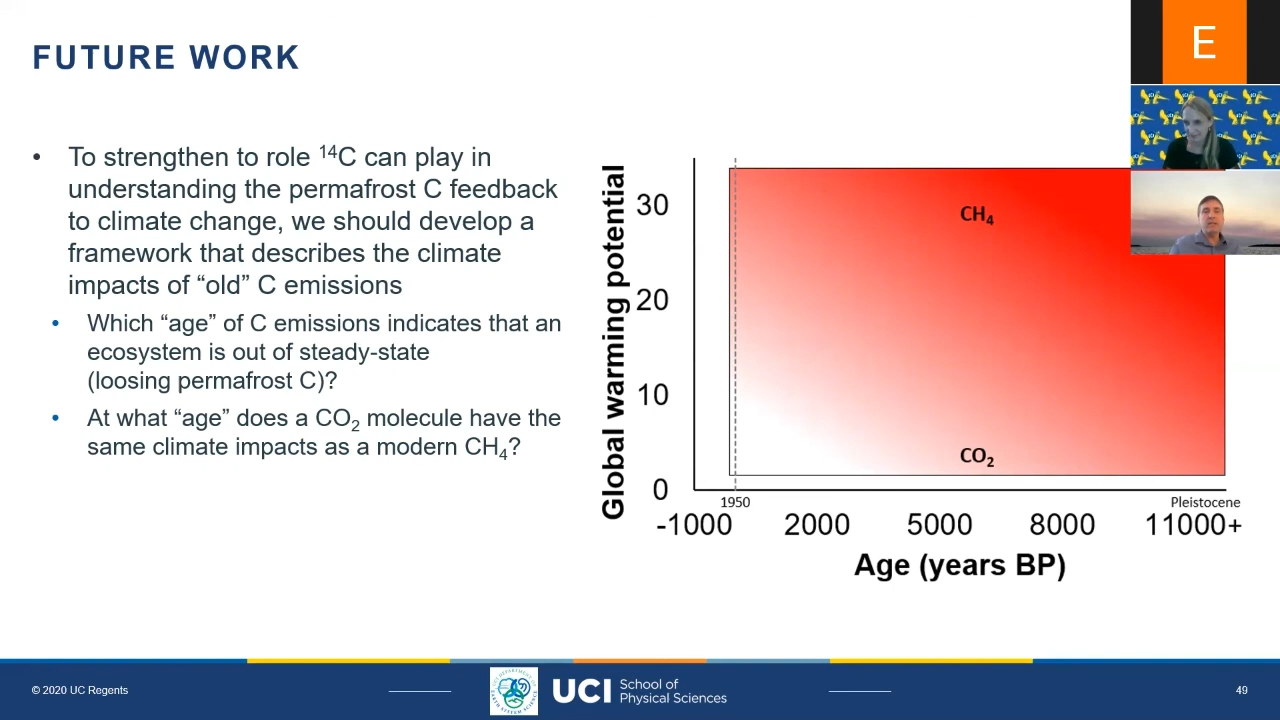 FUTURE WORK
E
• To strengthen to role ¹⁴C can play in
understanding the permafrost C feedback
to climate change, we should develop a
framework that describes the climate
impacts of “old” C emissions
• Which “age” of C emissions indicates that an
ecosystem is out of steady-state
(loosing permafrost C)?
• At what “age” does a CO₂ molecule have the
same climate impacts as a modern CH₄?
Global warming potential
30
20
10
0
CH₄
CO₂
1950
Pleistocene
-1000 2000 5000 8000 11000+
Age (years BP)
© 2020 UC Regents
UCI
School of
Physical Sciences
49